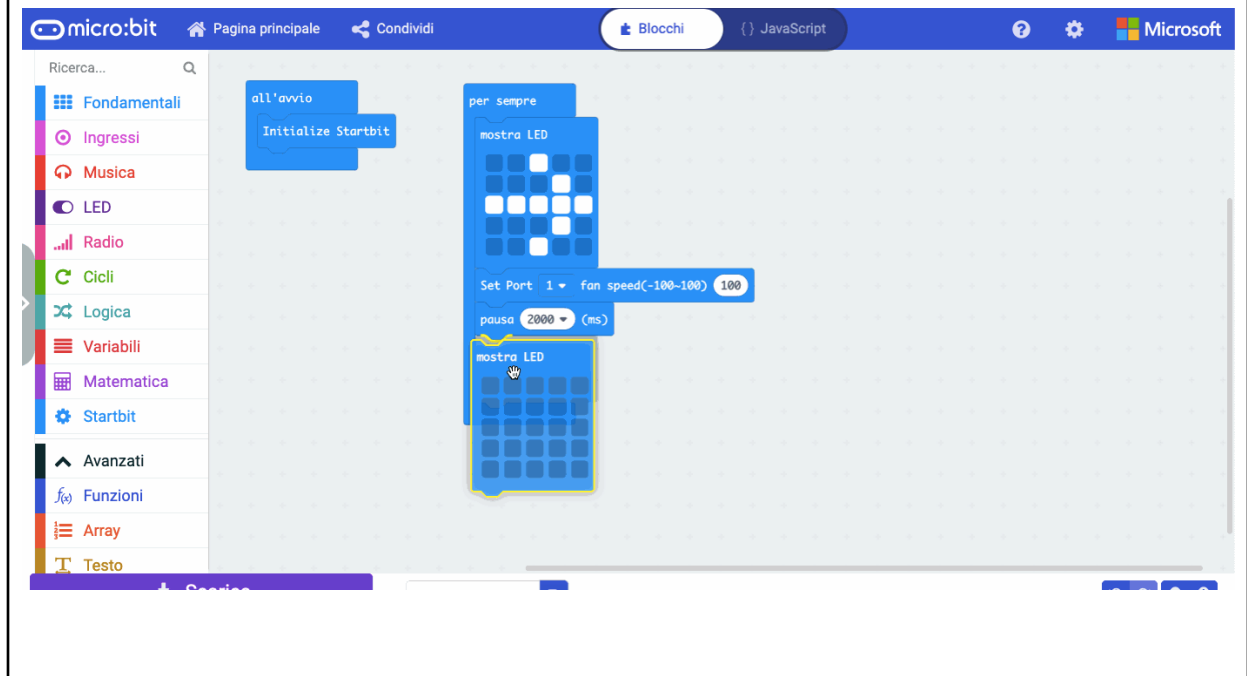 micro:bit Pagina principale Condividi Blocchi {} JavaScript ? Microsoft
Ricerca...
Fondamentali
Ingressi
Musica
LED
Radio
Cicli
Logica
Variabili
Matematica
Startbit
Avanzati
f(x) Funzioni
Array
Testo
all'avvio
Initialize Startbit
per sempre
mostra LED
Set Port 1 fan speed(-100~100) 100
pausa 2000 (ms)
mostra LED